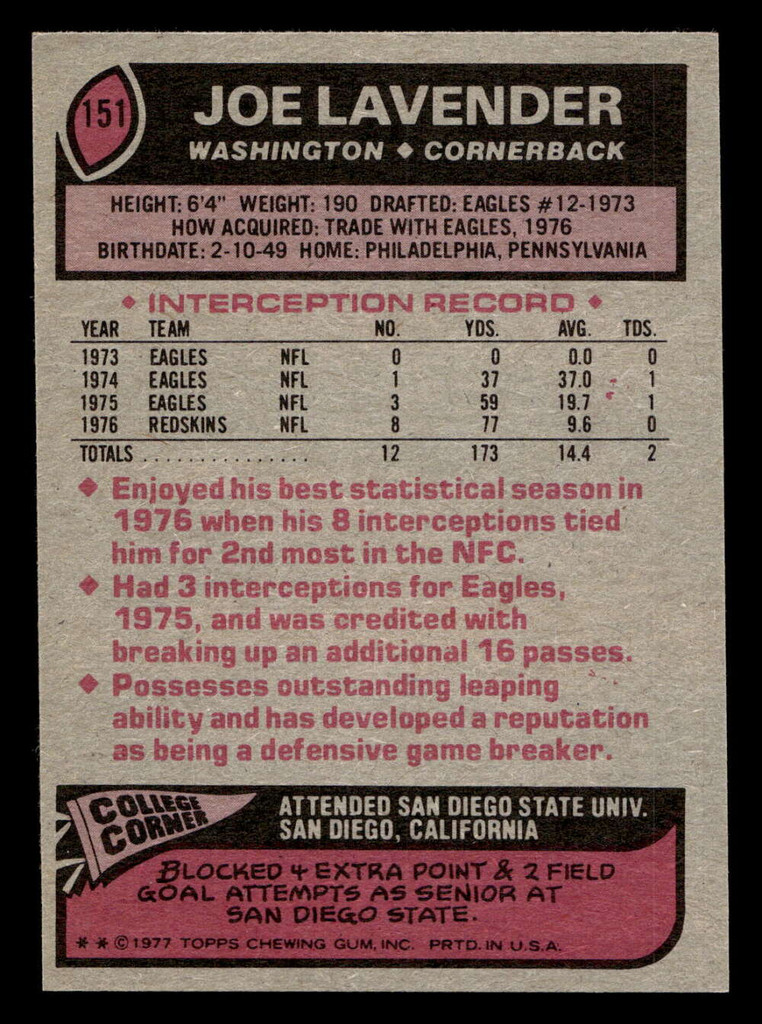 151
JOE LAVENDER
WASHINGTON ◆ CORNERBACK
HEIGHT: 6'4" WEIGHT: 190 DRAFTED: EAGLES #12-1973
HOW ACQUIRED: TRADE WITH EAGLES, 1976
BIRTHDATE: 2-10-49 HOME: PHILADELPHIA, PENNSYLVANIA
◆ INTERCEPTION RECORD ◆
YEAR TEAM NO. YDS. AVG. TDS.
1973 EAGLES NFL 0 0 0.0 0
1974 EAGLES NFL 1 37 37.0 1
1975 EAGLES NFL 3 59 19.7 1
1976 REDSKINS NFL 8 77 9.6 0
TOTALS . . . . . . . . . . . . . . . 12 173 14.4 2
◆ Enjoyed his best statistical season in
1976 when his 8 interceptions tied
him for 2nd most in the NFC.
◆ Had 3 interceptions for Eagles,
1975, and was credited with
breaking up an additional 16 passes.
◆ Possesses outstanding leaping
ability and has developed a reputation
as being a defensive game breaker.
COLLEGE
CORNER
ATTENDED SAN DIEGO STATE UNIV.
SAN DIEGO, CALIFORNIA
BLOCKED 4 EXTRA POINT & 2 FIELD
GOAL ATTEMPTS AS SENIOR AT
SAN DIEGO STATE.
* * © 1977 TOPPS CHEWING GUM, INC. PRTD. IN U.S.A.